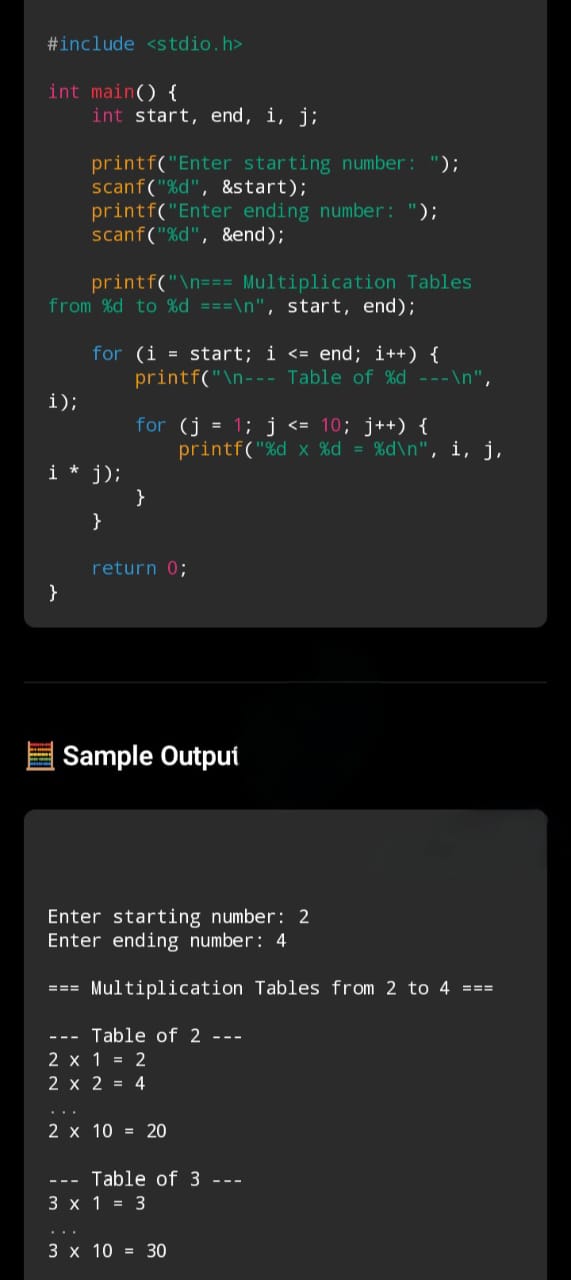 #include <stdio.h>
int main() {
int start, end, i, j;
printf("Enter starting number: ");
scanf("%d", &start);
printf("Enter ending number: ");
scanf("%d", &end);
printf("\n=== Multiplication Tables
from %d to %d ===\n", start, end);
for (i = start; i <= end; i++) {
printf("\n--- Table of %d ---\n",
i);
for (j = 1; j <= 10; j++) {
printf("%d x %d = %d\n", i, j,
i * j);
}
}
return 0;
}
🧮 Sample Output
Enter starting number: 2
Enter ending number: 4
=== Multiplication Tables from 2 to 4 ===
--- Table of 2 ---
2 x 1 = 2
2 x 2 = 4
...
2 x 10 = 20
--- Table of 3 ---
3 x 1 = 3
...
3 x 10 = 30